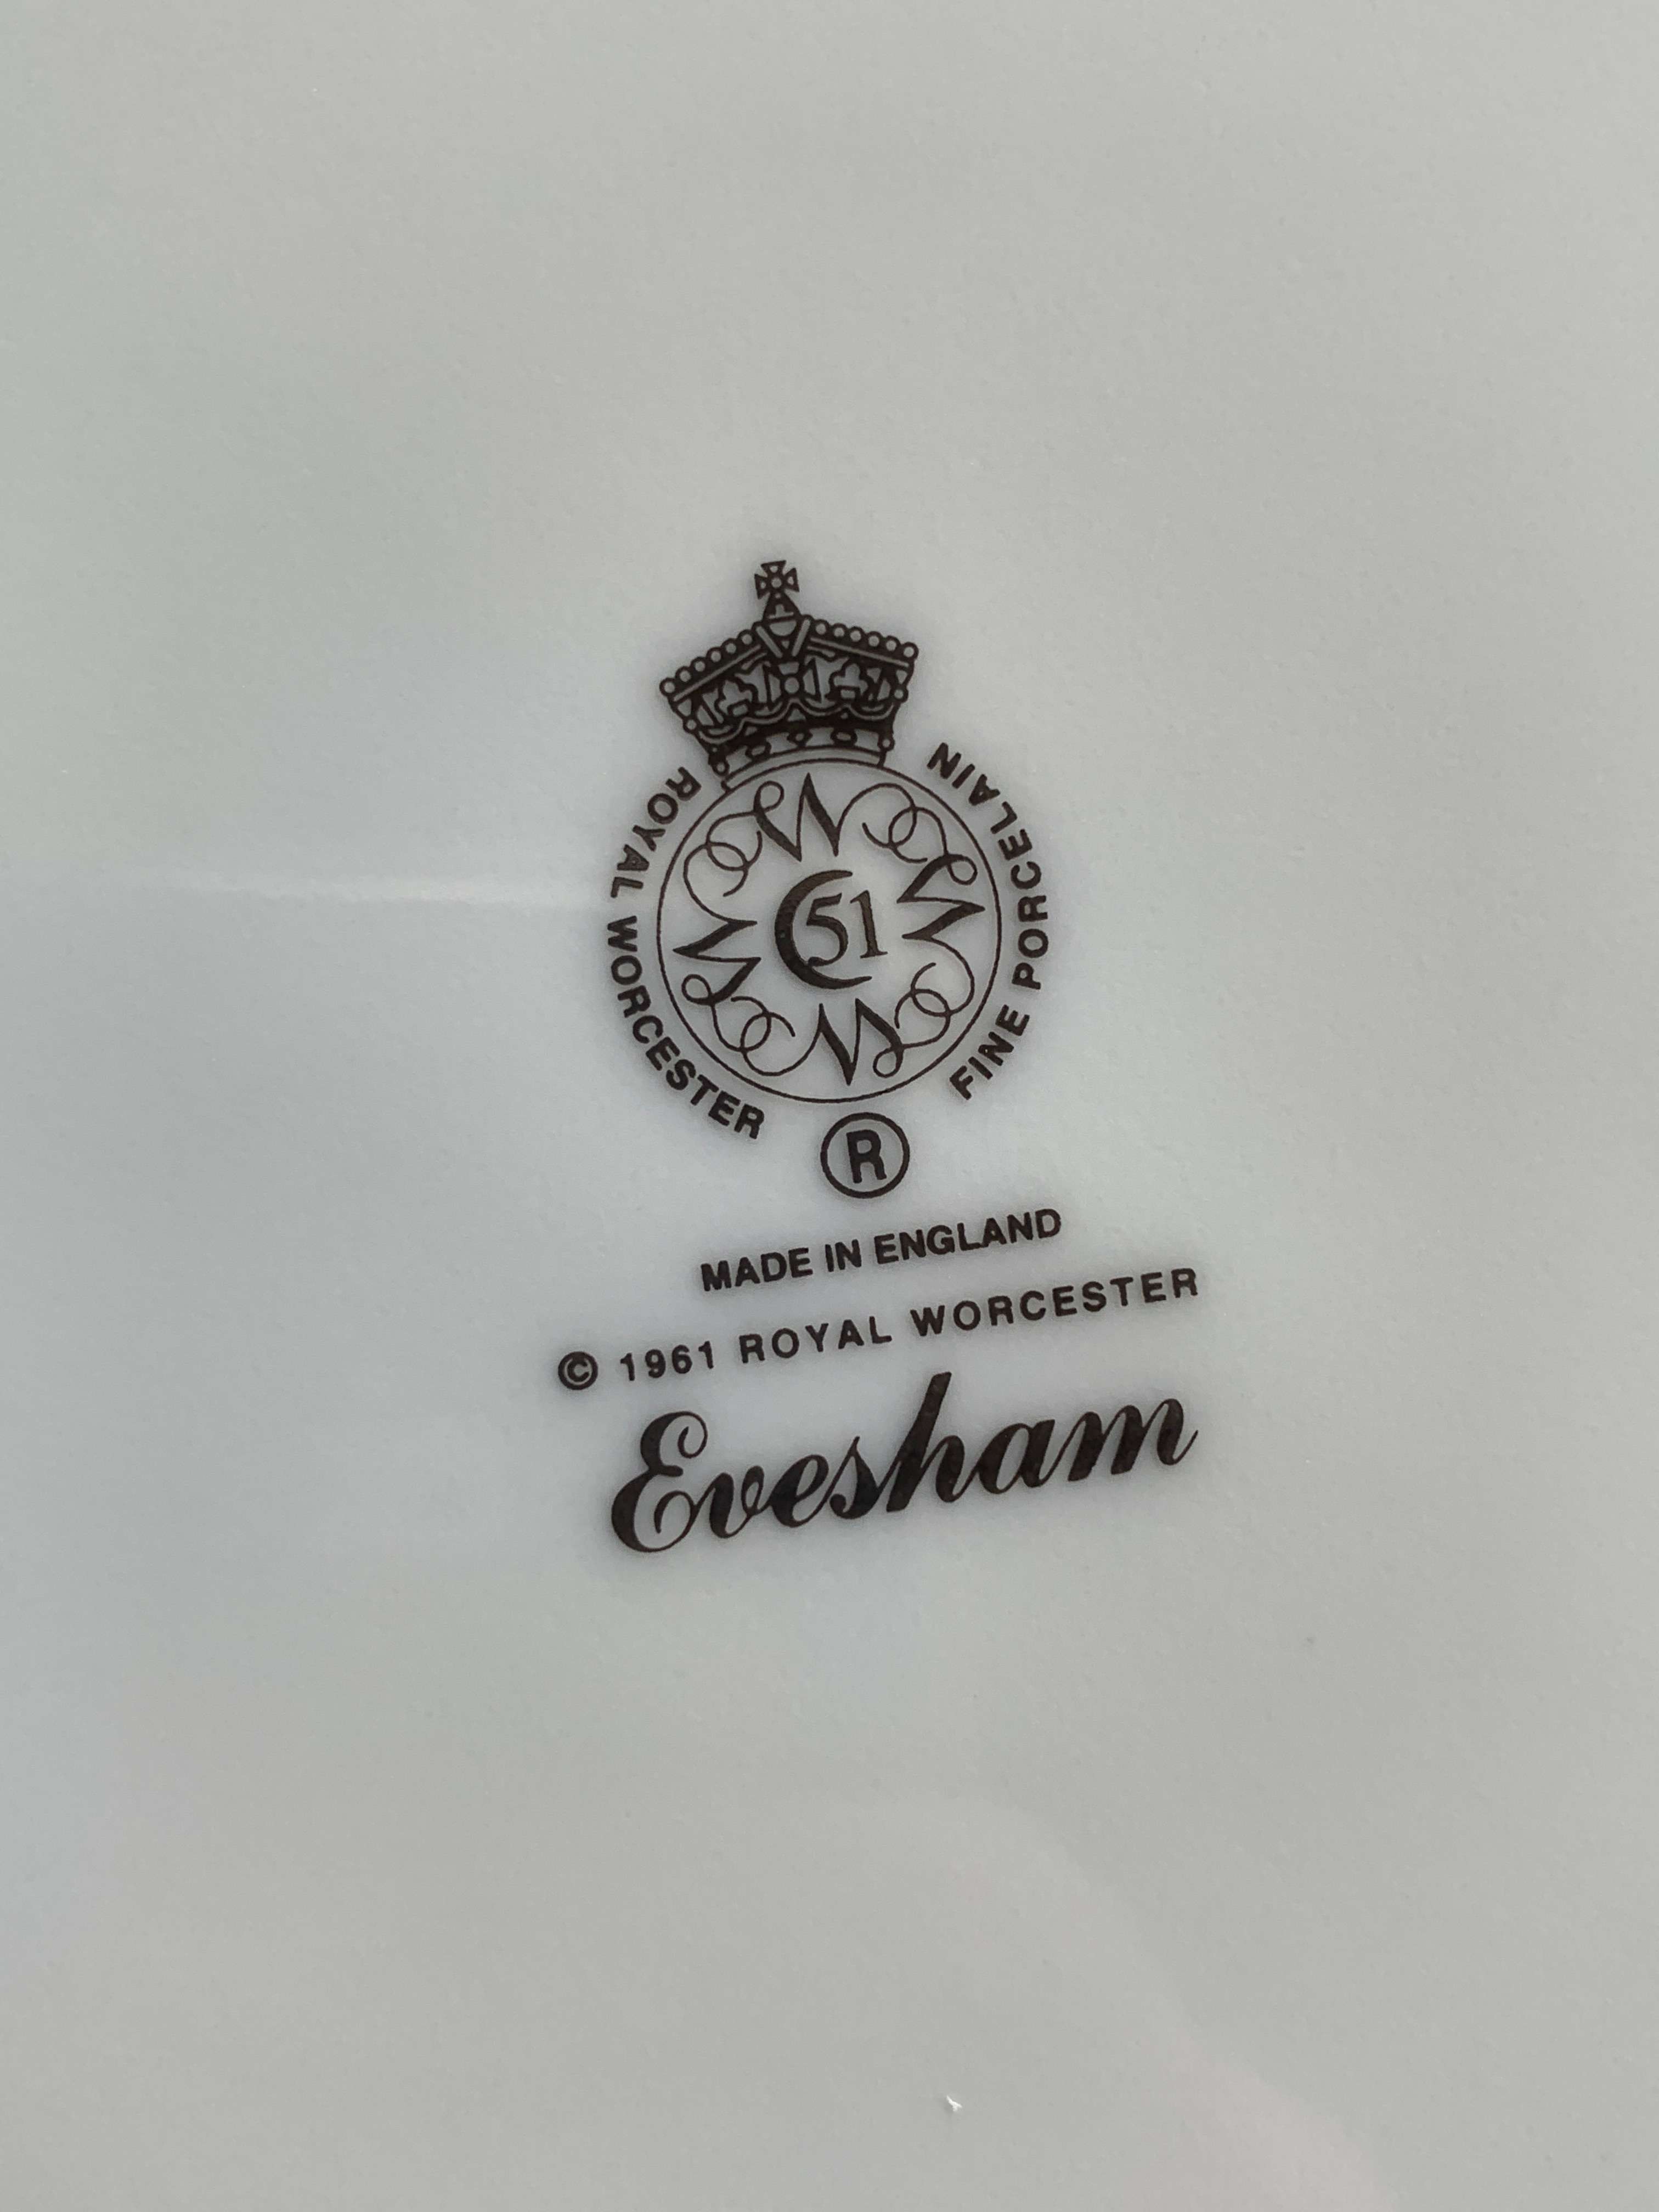 ROYAL WORCESTER
FINE PORCELAIN
51
®
MADE IN ENGLAND
© 1961 ROYAL WORCESTER
Evesham